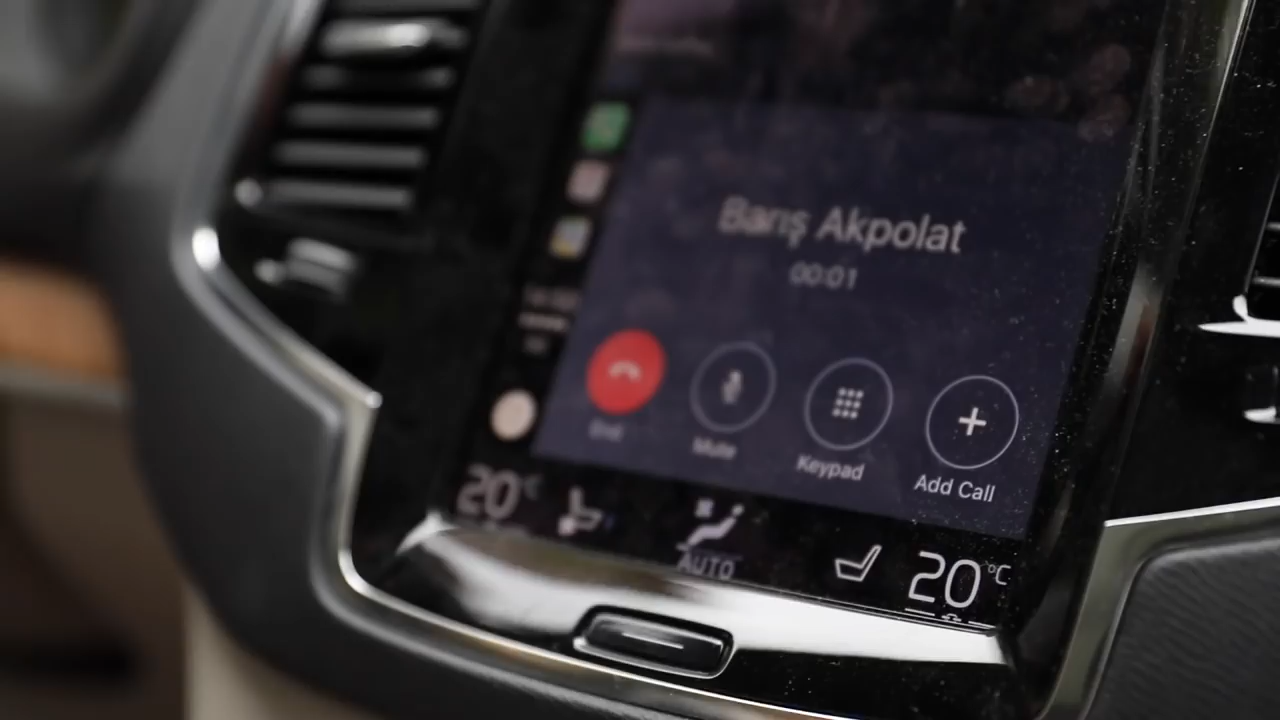 Barış Akpolat
00:01
End
Mute
Keypad
Add Call
20°C
AUTO
20°C